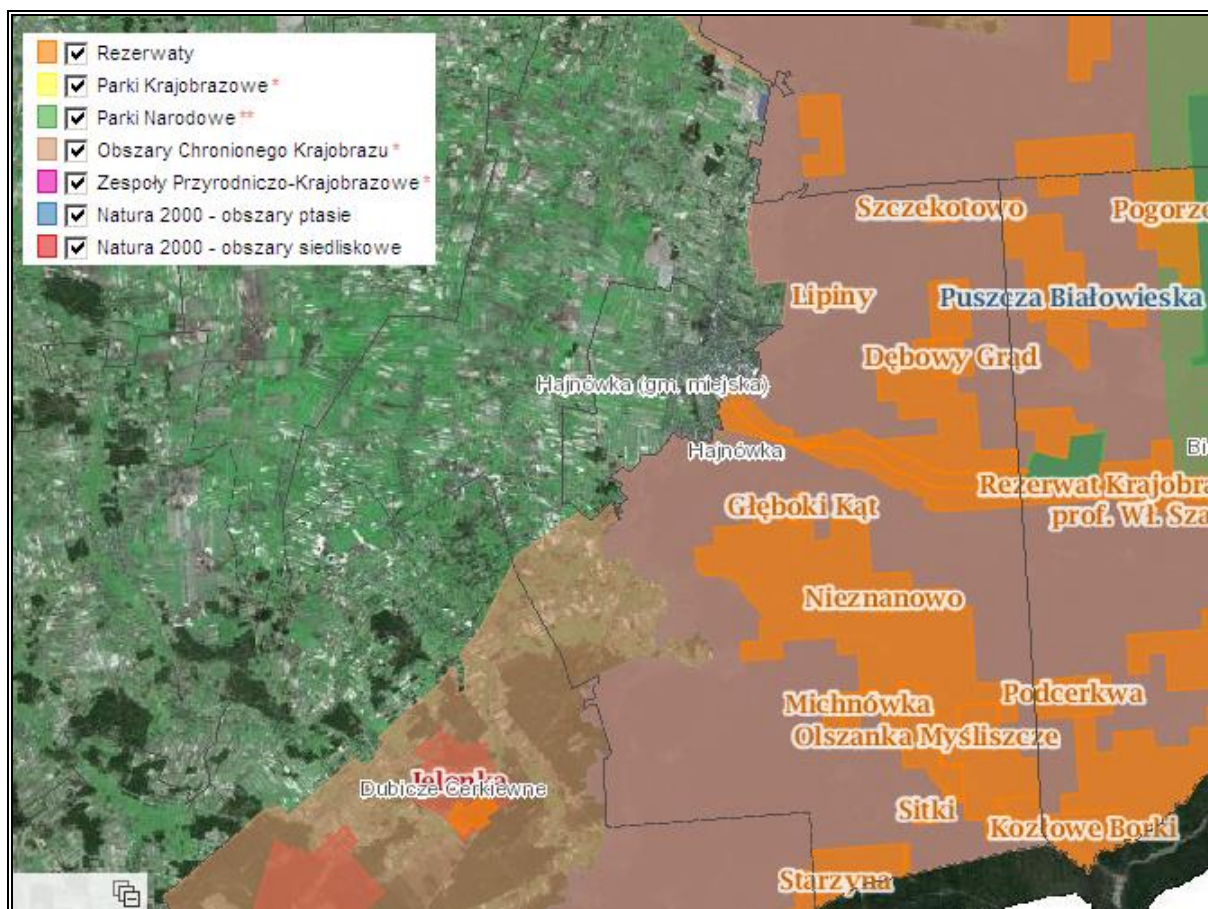 Rezerwaty
Parki Krajobrazowe *
Parki Narodowe **
Obszary Chronionego Krajobrazu *
Zespoły Przyrodniczo-Krajobrazowe *
Natura 2000 - obszary ptasie
Natura 2000 - obszary siedliskowe
Szczekotowo
Pogorze
Lipiny
Puszcza Białowieska
Dębowy Grąd
Hajnówka (gm. miejska)
Hajnówka
Bi
Rezerwat Krajobra
prof. Wł. Sza
Głęboki Kąt
Nieznanowo
Podcerkwa
Michnówka
Olszanka Myśliszcze
Jelonka
Dubicze Cerkiewne
Sitki
Kozłowe Borki
Starzyna